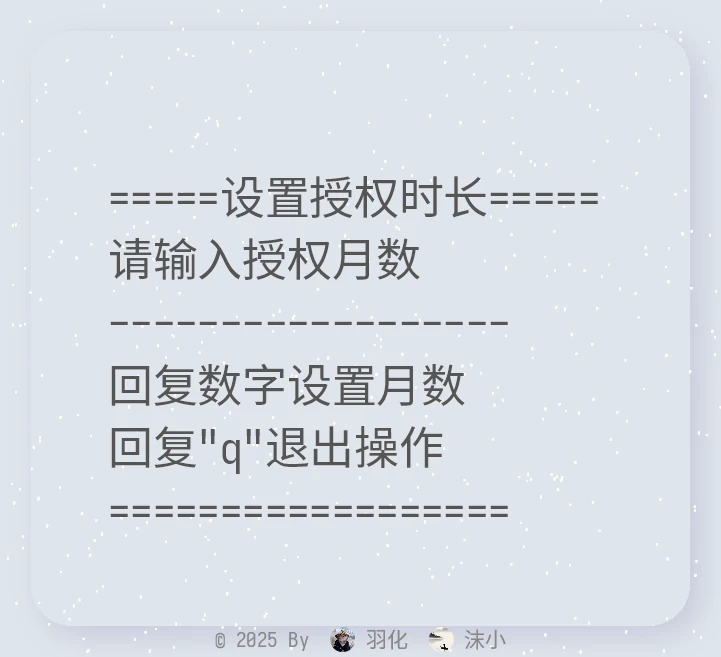 =====设置授权时长=====
请输入授权月数
------------------
回复数字设置月数
回复"q"退出操作
==================
© 2025 By 羽化 沫小